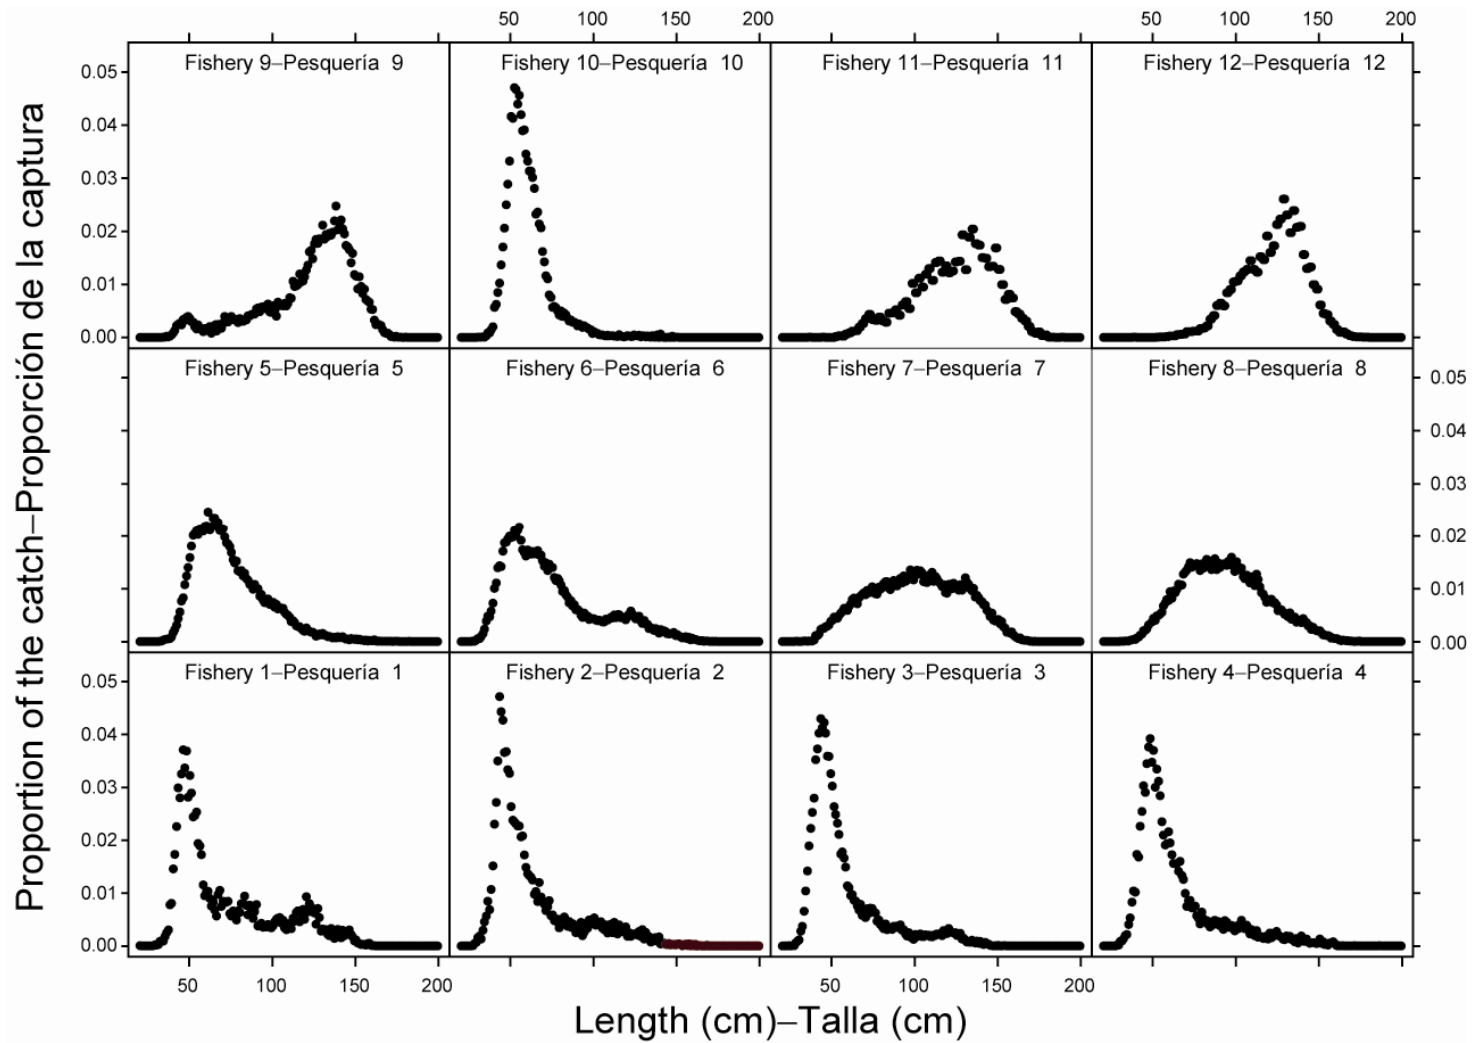 50 100 150 200 50 100 150 200
Fishery 9–Pesquería 9
Fishery 10–Pesquería 10
Fishery 11–Pesquería 11
Fishery 12–Pesquería 12
0.05
0.04
0.03
0.02
0.01
0.00
Fishery 5–Pesquería 5
Fishery 6–Pesquería 6
Fishery 7–Pesquería 7
Fishery 8–Pesquería 8
0.05
0.04
0.03
0.02
0.01
0.00
Fishery 1–Pesquería 1
Fishery 2–Pesquería 2
Fishery 3–Pesquería 3
Fishery 4–Pesquería 4
0.05
0.04
0.03
0.02
0.01
0.00
50 100 150 200 50 100 150 200
Length (cm)–Talla (cm)
Proportion of the catch–Proporción de la captura